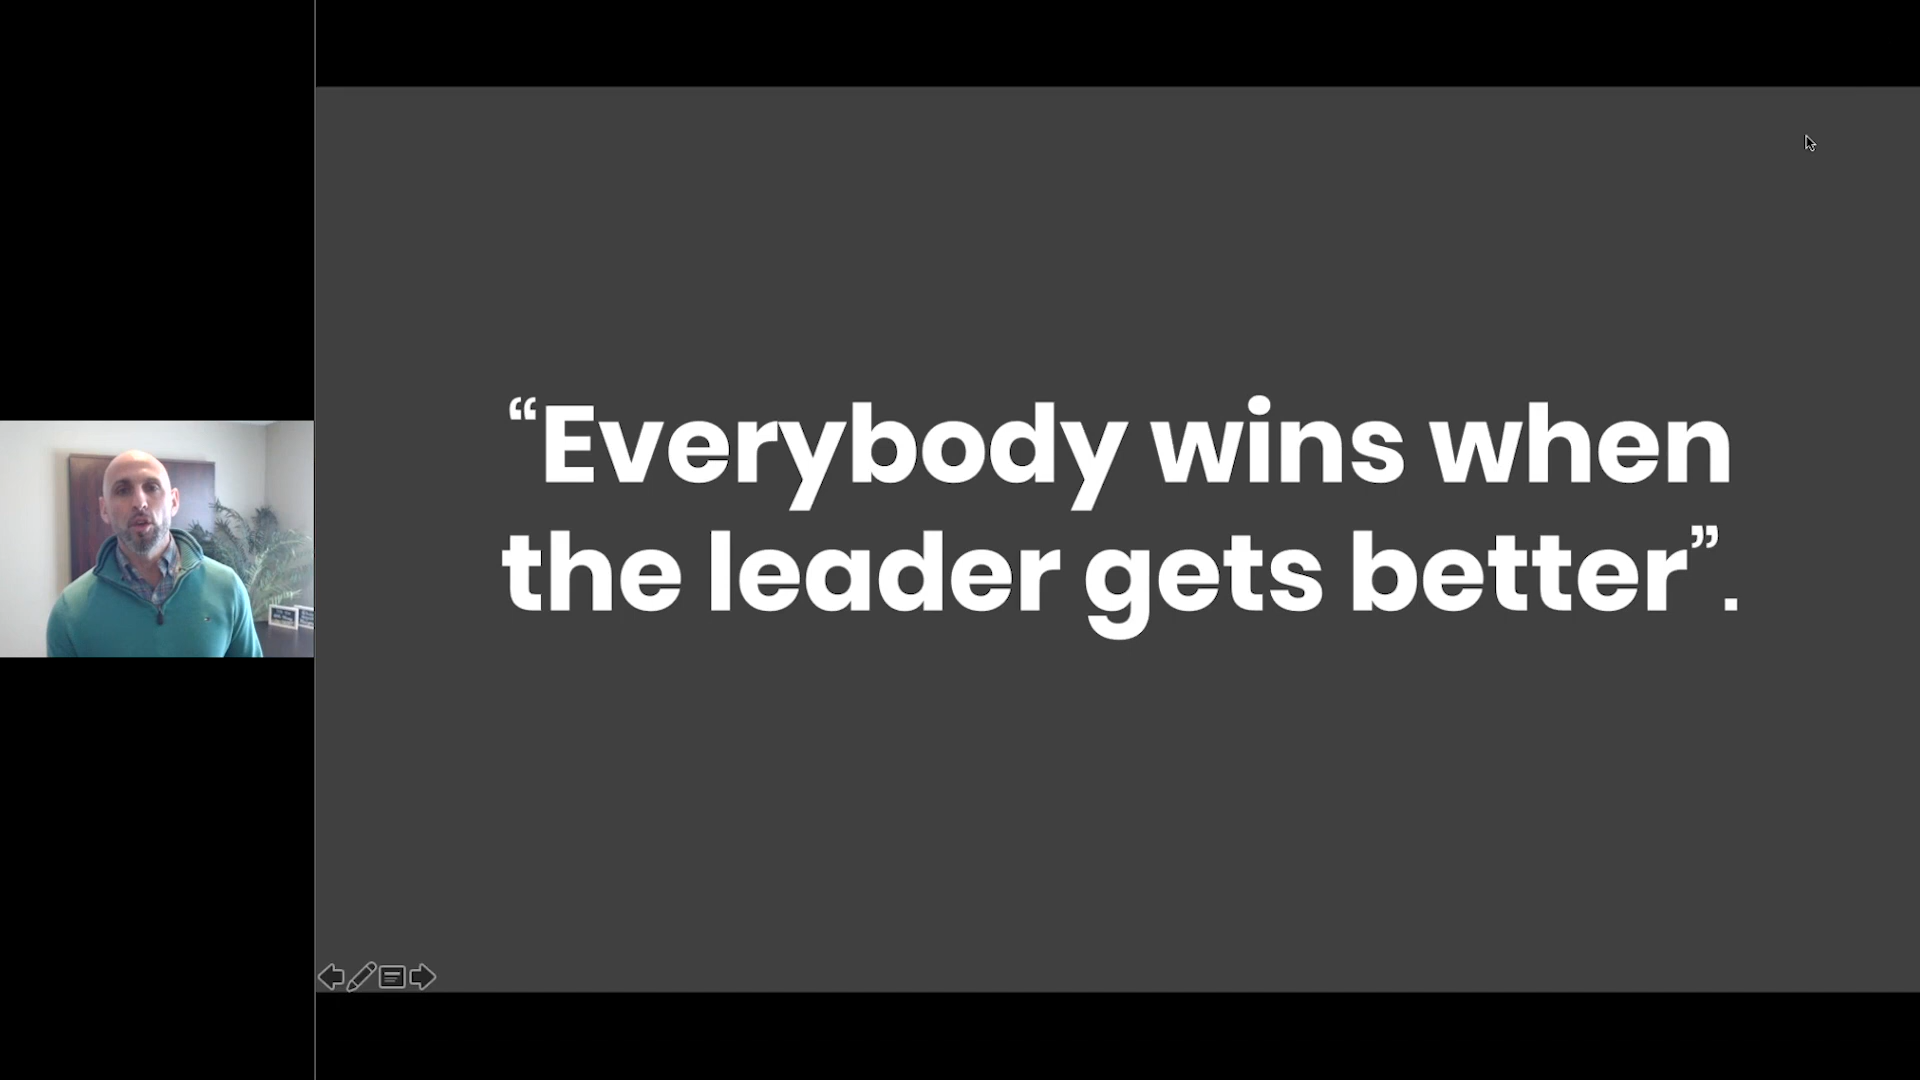 “Everybody wins when
the leader gets better”.